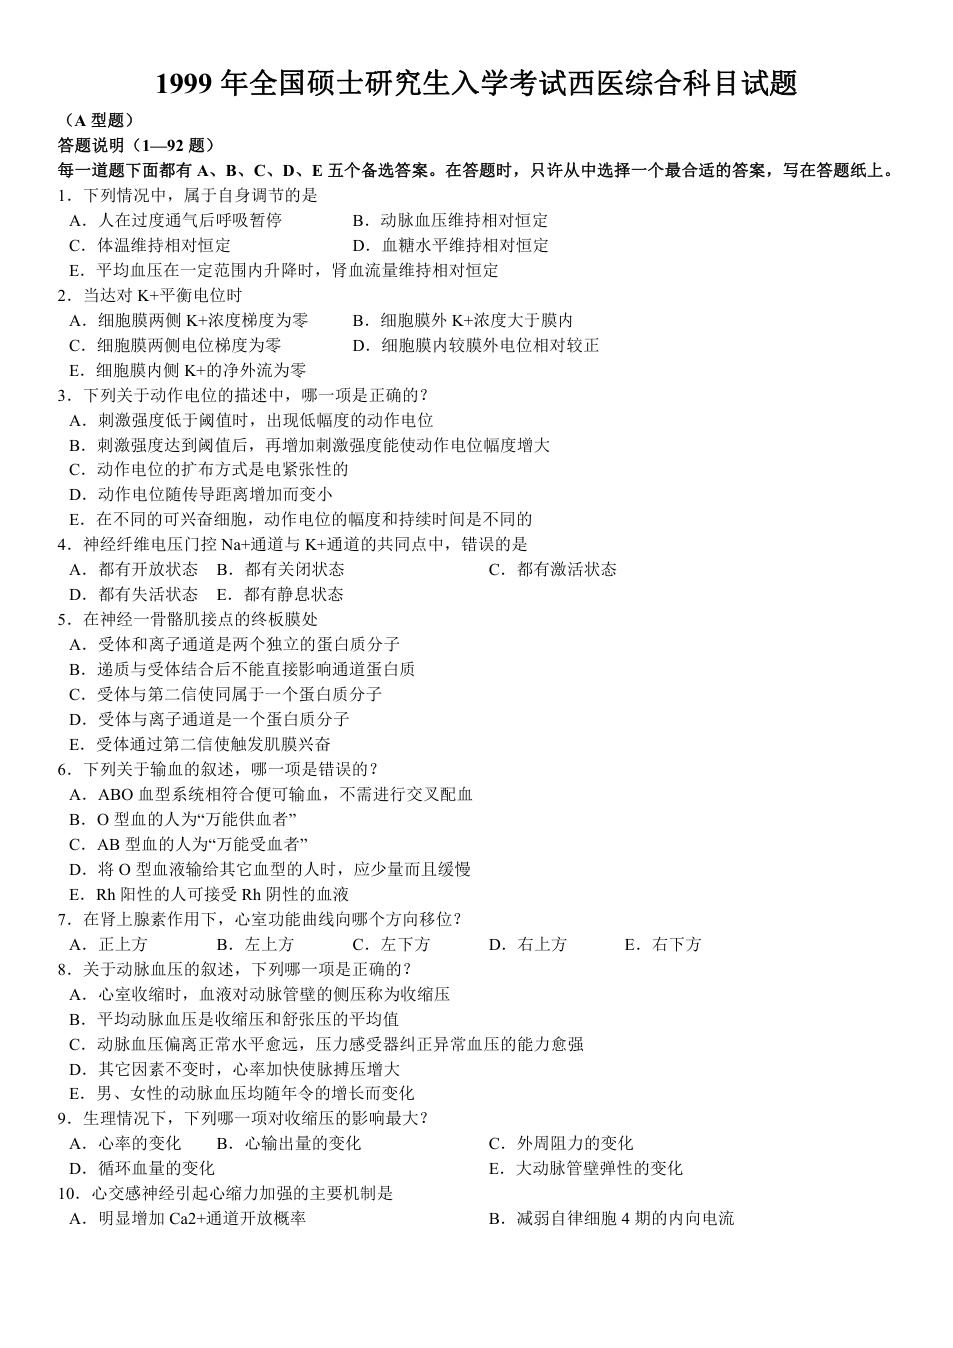 1999 年全国硕士研究生入学考试西医综合科目试题
（A 型题）
答题说明（1—92 题）
每一道题下面都有 A、B、C、D、E 五个备选答案。在答题时，只许从中选择一个最合适的答案，写在答题纸上。
1．下列情况中，属于自身调节的是
A．人在过度通气后呼吸暂停 B．动脉血压维持相对恒定
C．体温维持相对恒定 D．血糖水平维持相对恒定
E．平均血压在一定范围内升降时，肾血流量维持相对恒定
2．当达对 K+平衡电位时
A．细胞膜两侧 K+浓度梯度为零 B．细胞膜外 K+浓度大于膜内
C．细胞膜两侧电位梯度为零 D．细胞膜内较膜外电位相对较正
E．细胞膜内侧 K+的净外流为零
3．下列关于动作电位的描述中，哪一项是正确的？
A．刺激强度低于阈值时，出现低幅度的动作电位
B．刺激强度达到阈值后，再增加刺激强度能使动作电位幅度增大
C．动作电位的扩布方式是电紧张性的
D．动作电位随传导距离增加而变小
E．在不同的可兴奋细胞，动作电位的幅度和持续时间是不同的
4．神经纤维电压门控 Na+通道与 K+通道的共同点中，错误的是
A．都有开放状态 B．都有关闭状态 C．都有激活状态
D．都有失活状态 E．都有静息状态
5．在神经一骨骼肌接点的终板膜处
A．受体和离子通道是两个独立的蛋白质分子
B．递质与受体结合后不能直接影响通道蛋白质
C．受体与第二信使同属于一个蛋白质分子
D．受体与离子通道是一个蛋白质分子
E．受体通过第二信使触发肌膜兴奋
6．下列关于输血的叙述，哪一项是错误的？
A．ABO 血型系统相符合便可输血，不需进行交叉配血
B．O 型血的人为“万能供血者”
C．AB 型血的人为“万能受血者”
D．将 O 型血液输给其它血型的人时，应少量而且缓慢
E．Rh 阳性的人可接受 Rh 阴性的血液
7．在肾上腺素作用下，心室功能曲线向哪个方向移位？
A．正上方 B．左上方 C．左下方 D．右上方 E．右下方
8．关于动脉血压的叙述，下列哪一项是正确的？
A．心室收缩时，血液对动脉管壁的侧压称为收缩压
B．平均动脉血压是收缩压和舒张压的平均值
C．动脉血压偏离正常水平愈远，压力感受器纠正异常血压的能力愈强
D．其它因素不变时，心率加快使脉搏压增大
E．男、女性的动脉血压均随年令的增长而变化
9．生理情况下，下列哪一项对收缩压的影响最大？
A．心率的变化 B．心输出量的变化 C．外周阻力的变化
D．循环血量的变化 E．大动脉管壁弹性的变化
10．心交感神经引起心缩力加强的主要机制是
A．明显增加 Ca2+通道开放概率 B．减弱自律细胞 4 期的内向电流